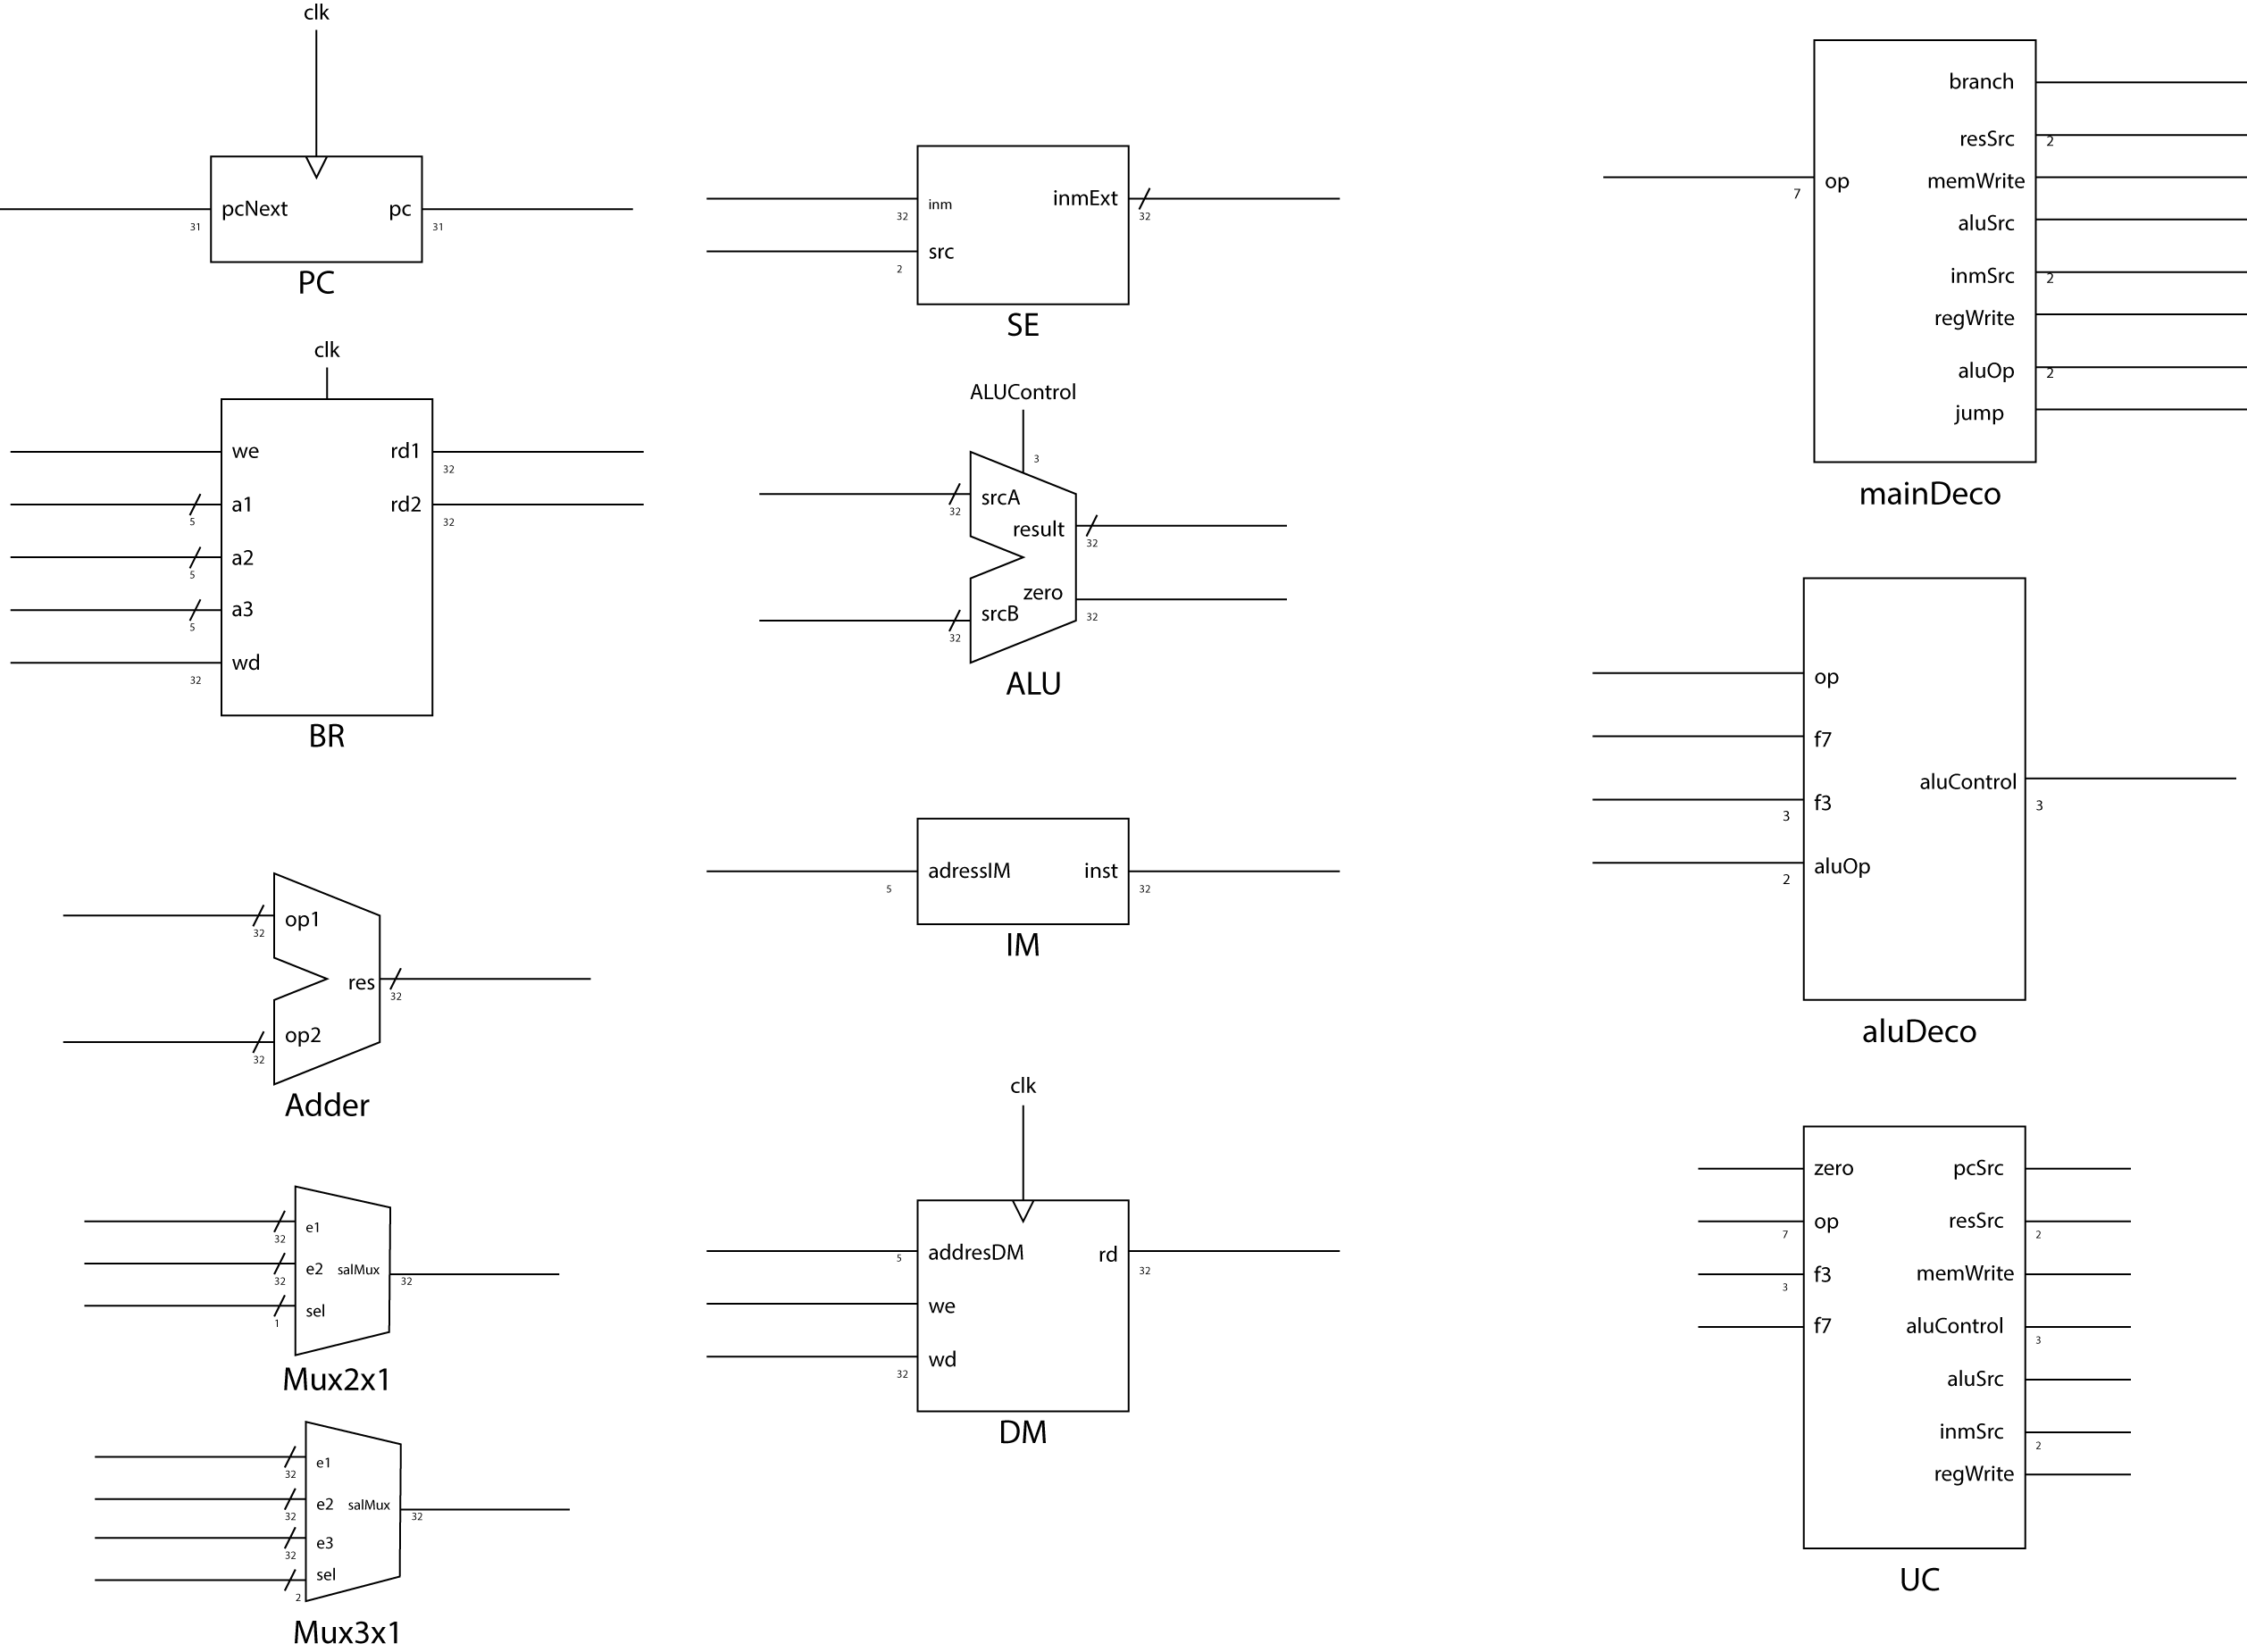 clk
pcNext
pc
31
31
PC
clk
we
rd1
32
a1
rd2
5
32
a2
5
a3
5
wd
32
BR
op1
32
res
32
op2
32
Adder
e1
32
e2
salMux
32
32
sel
1
Mux2x1
e1
32
e2
salMux
32
32
e3
32
sel
2
Mux3x1
inm
inmExt
32
32
src
2
SE
ALUControl
3
srcA
32
result
32
zero
srcB
32
32
ALU
adressIM
inst
5
32
IM
clk
addresDM
rd
5
32
we
wd
32
DM
branch
resSrc
2
op
memWrite
7
aluSrc
inmSrc
2
regWrite
aluOp
2
jump
mainDeco
op
f7
aluControl
f3
3
3
aluOp
2
aluDeco
zero
pcSrc
op
resSrc
7
2
f3
memWrite
3
f7
aluControl
3
aluSrc
inmSrc
2
regWrite
UC